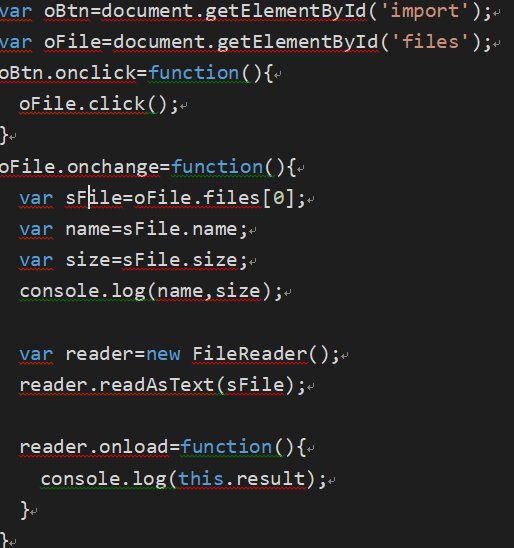 var oBtn=document.getElementById('import');
var oFile=document.getElementById('files');
oBtn.onclick=function(){
oFile.click();
}
oFile.onchange=function(){
var sFile=oFile.files[0];
var name=sFile.name;
var size=sFile.size;
console.log(name,size);
var reader=new FileReader();
reader.readAsText(sFile);
reader.onload=function(){
console.log(this.result);
}
}